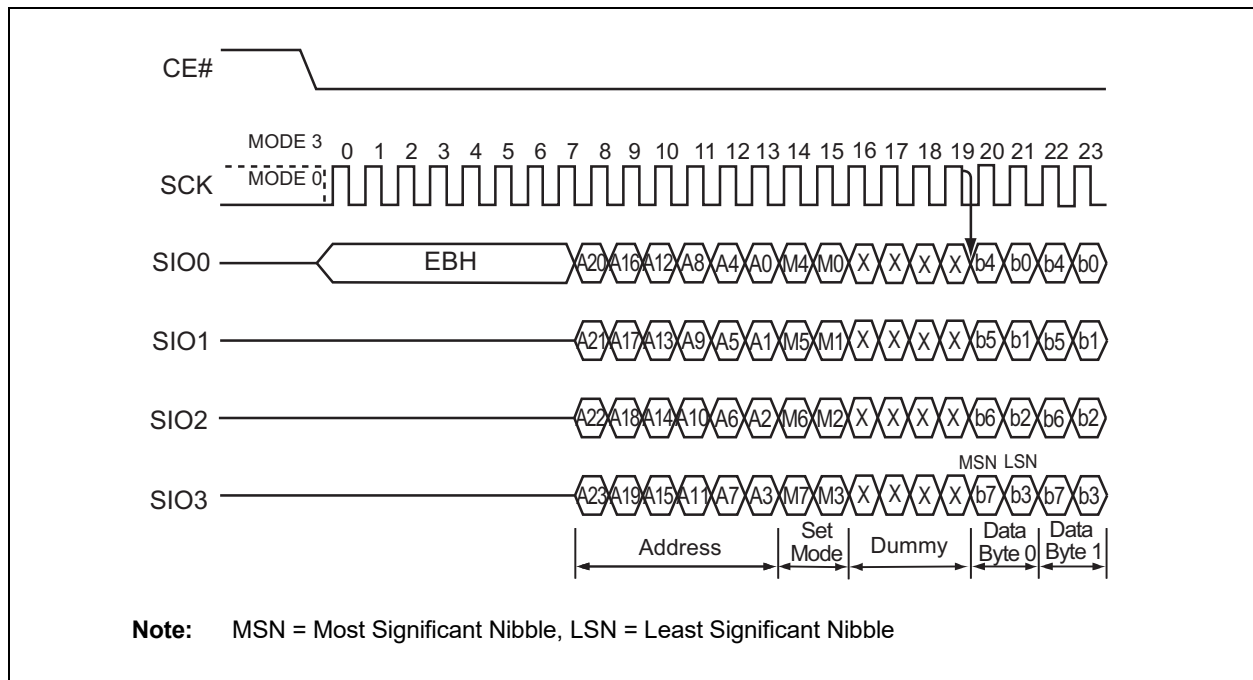 CE#
MODE 3
0 1 2 3 4 5 6 7 8 9 10 11 12 13 14 15 16 17 18 19 20 21 22 23
SCK
MODE 0
SIO0 EBH A20 A16 A12 A8 A4 A0 M4 M0 X X X X b4 b0 b4 b0
SIO1 A21 A17 A13 A9 A5 A1 M5 M1 X X X X b5 b1 b5 b1
SIO2 A22 A18 A14 A10 A6 A2 M6 M2 X X X X b6 b2 b6 b2
MSN LSN
SIO3 A23 A19 A15 A11 A7 A3 M7 M3 X X X X b7 b3 b7 b3
Address
Set
Mode
Dummy
Data
Byte 0
Data
Byte 1
Note: MSN = Most Significant Nibble, LSN = Least Significant Nibble